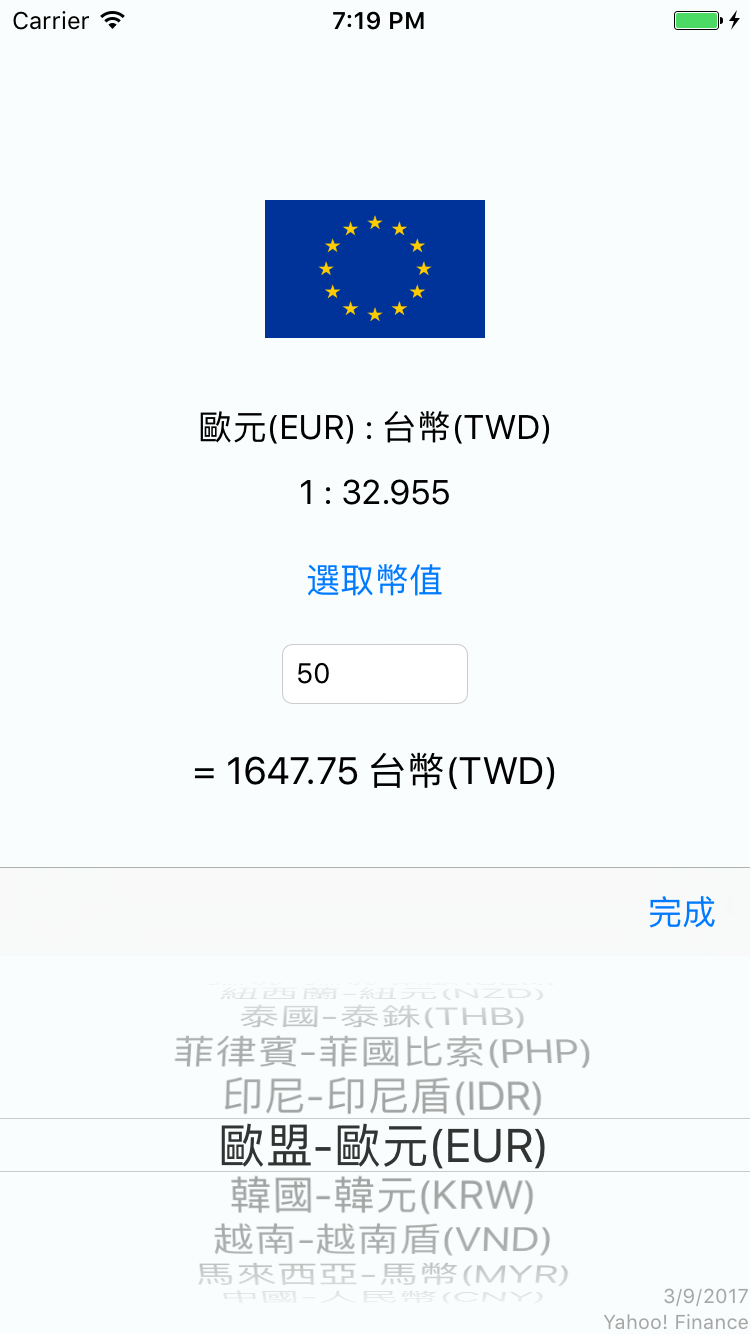 Carrier 7:19 PM
歐元(EUR) : 台幣(TWD)
1 : 32.955
選取幣值
50
= 1647.75 台幣(TWD)
完成
紐西蘭-紐元(NZD)
泰國-泰銖(THB)
菲律賓-菲國比索(PHP)
印尼-印尼盾(IDR)
歐盟-歐元(EUR)
韓國-韓元(KRW)
越南-越南盾(VND)
馬來西亞-馬幣(MYR)
中國-人民幣(CNY)
3/9/2017
Yahoo! Finance